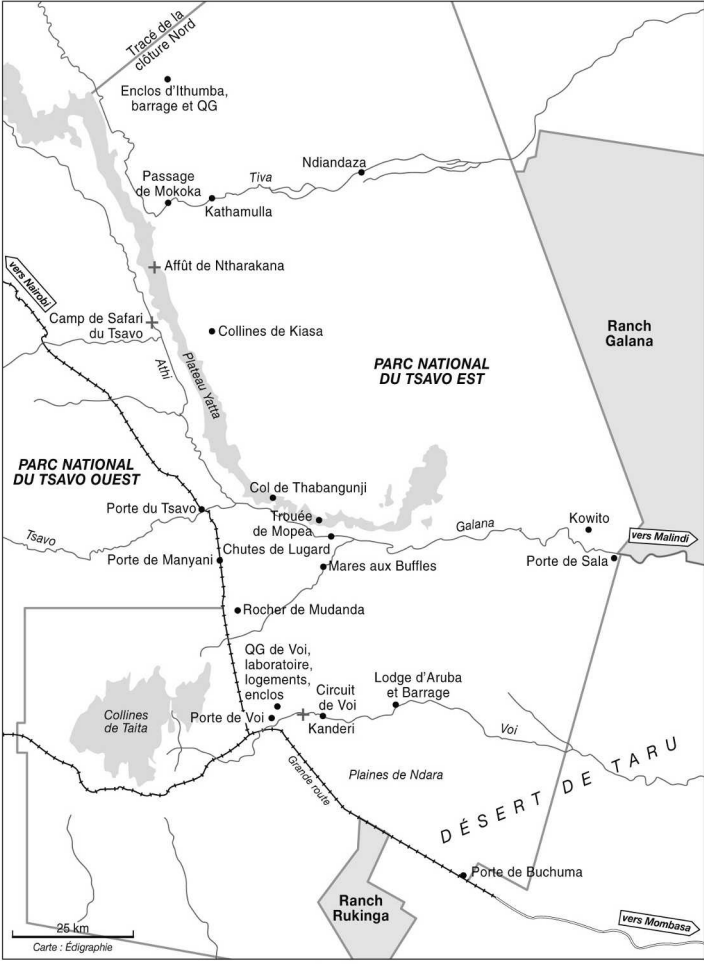 Tracé de la
clôture Nord
Enclos d'Ithumba,
barrage et QG
Ndiandaza
Passage
de Mokoka
Tiva
Kathamulla
vers Nairobi
Affût de Ntharakana
Camp de Safari
du Tsavo
Collines de Kiasa
Ranch
Galana
Athi
Plateau Yatta
PARC NATIONAL
DU TSAVO EST
PARC NATIONAL
DU TSAVO OUEST
Col de Thabangunji
Porte du Tsavo
Trouée
de Mopea
Galana
Kowito
Tsavo
vers Malindi
Porte de Manyani
Chutes de Lugard
Mares aux Buffles
Porte de Sala
Rocher de Mudanda
QG de Voi,
laboratoire,
logements,
enclos
Lodge d'Aruba
et Barrage
Circuit
de Voi
Collines
de Taita
Porte de Voi
Kanderi
Voi
Grande route
Plaines de Ndara
DÉSERT DE TARU
Porte de Buchuma
Ranch
Rukinga
vers Mombasa
25 km
Carte : Édigraphie